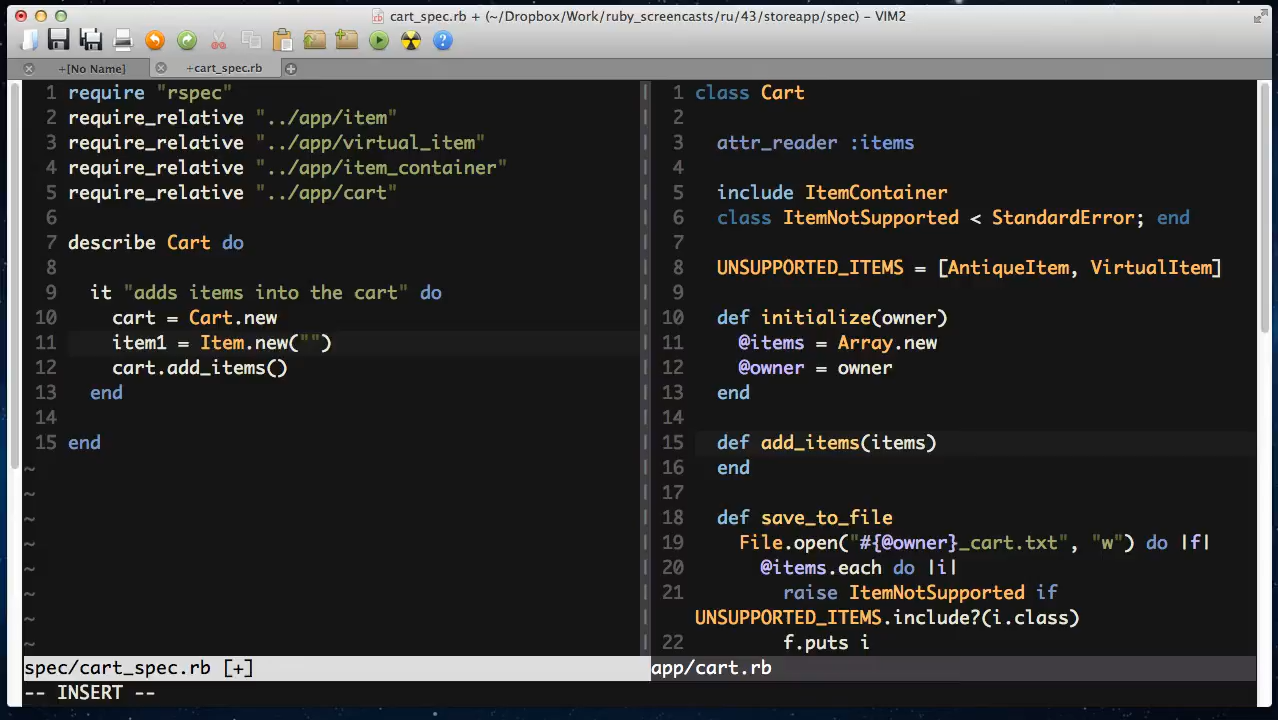 cart_spec.rb + (~/Dropbox/Work/ruby_screencasts/ru/43/storeapp/spec) - VIM2
+[No Name]
+cart_spec.rb
1 require "rspec"
2 require_relative "../app/item"
3 require_relative "../app/virtual_item"
4 require_relative "../app/item_container"
5 require_relative "../app/cart"
6
7 describe Cart do
8
9 it "adds items into the cart" do
10 cart = Cart.new
11 item1 = Item.new("")
12 cart.add_items()
13 end
14
15 end
~
~
~
~
~
~
~
~
spec/cart_spec.rb [+]
-- INSERT --
1 class Cart
2
3 attr_reader :items
4
5 include ItemContainer
6 class ItemNotSupported < StandardError; end
7
8 UNSUPPORTED_ITEMS = [AntiqueItem, VirtualItem]
9
10 def initialize(owner)
11 @items = Array.new
12 @owner = owner
13 end
14
15 def add_items(items)
16 end
17
18 def save_to_file
19 File.open("#{@owner}_cart.txt", "w") do |f|
20 @items.each do |i|
21 raise ItemNotSupported if
UNSUPPORTED_ITEMS.include?(i.class)
22 f.puts i
app/cart.rb